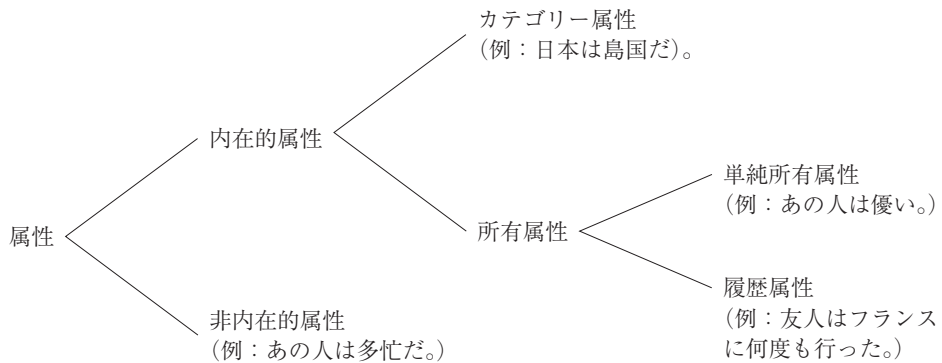 カテゴリー属性
（例：日本は島国だ）。
内在的属性
単純所有属性
（例：あの人は優い。）
所有属性
属性
履歴属性
（例：友人はフランス
に何度も行った。）
非内在的属性
（例：あの人は多忙だ。）